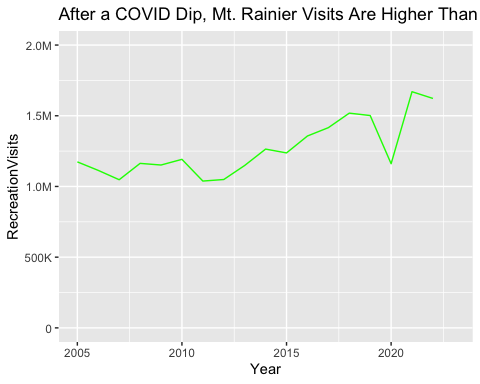 After a COVID Dip, Mt. Rainier Visits Are Higher Than
2.0M
1.5M
1.0M
500K
0
RecreationVisits
2005
2010
2015
2020
Year